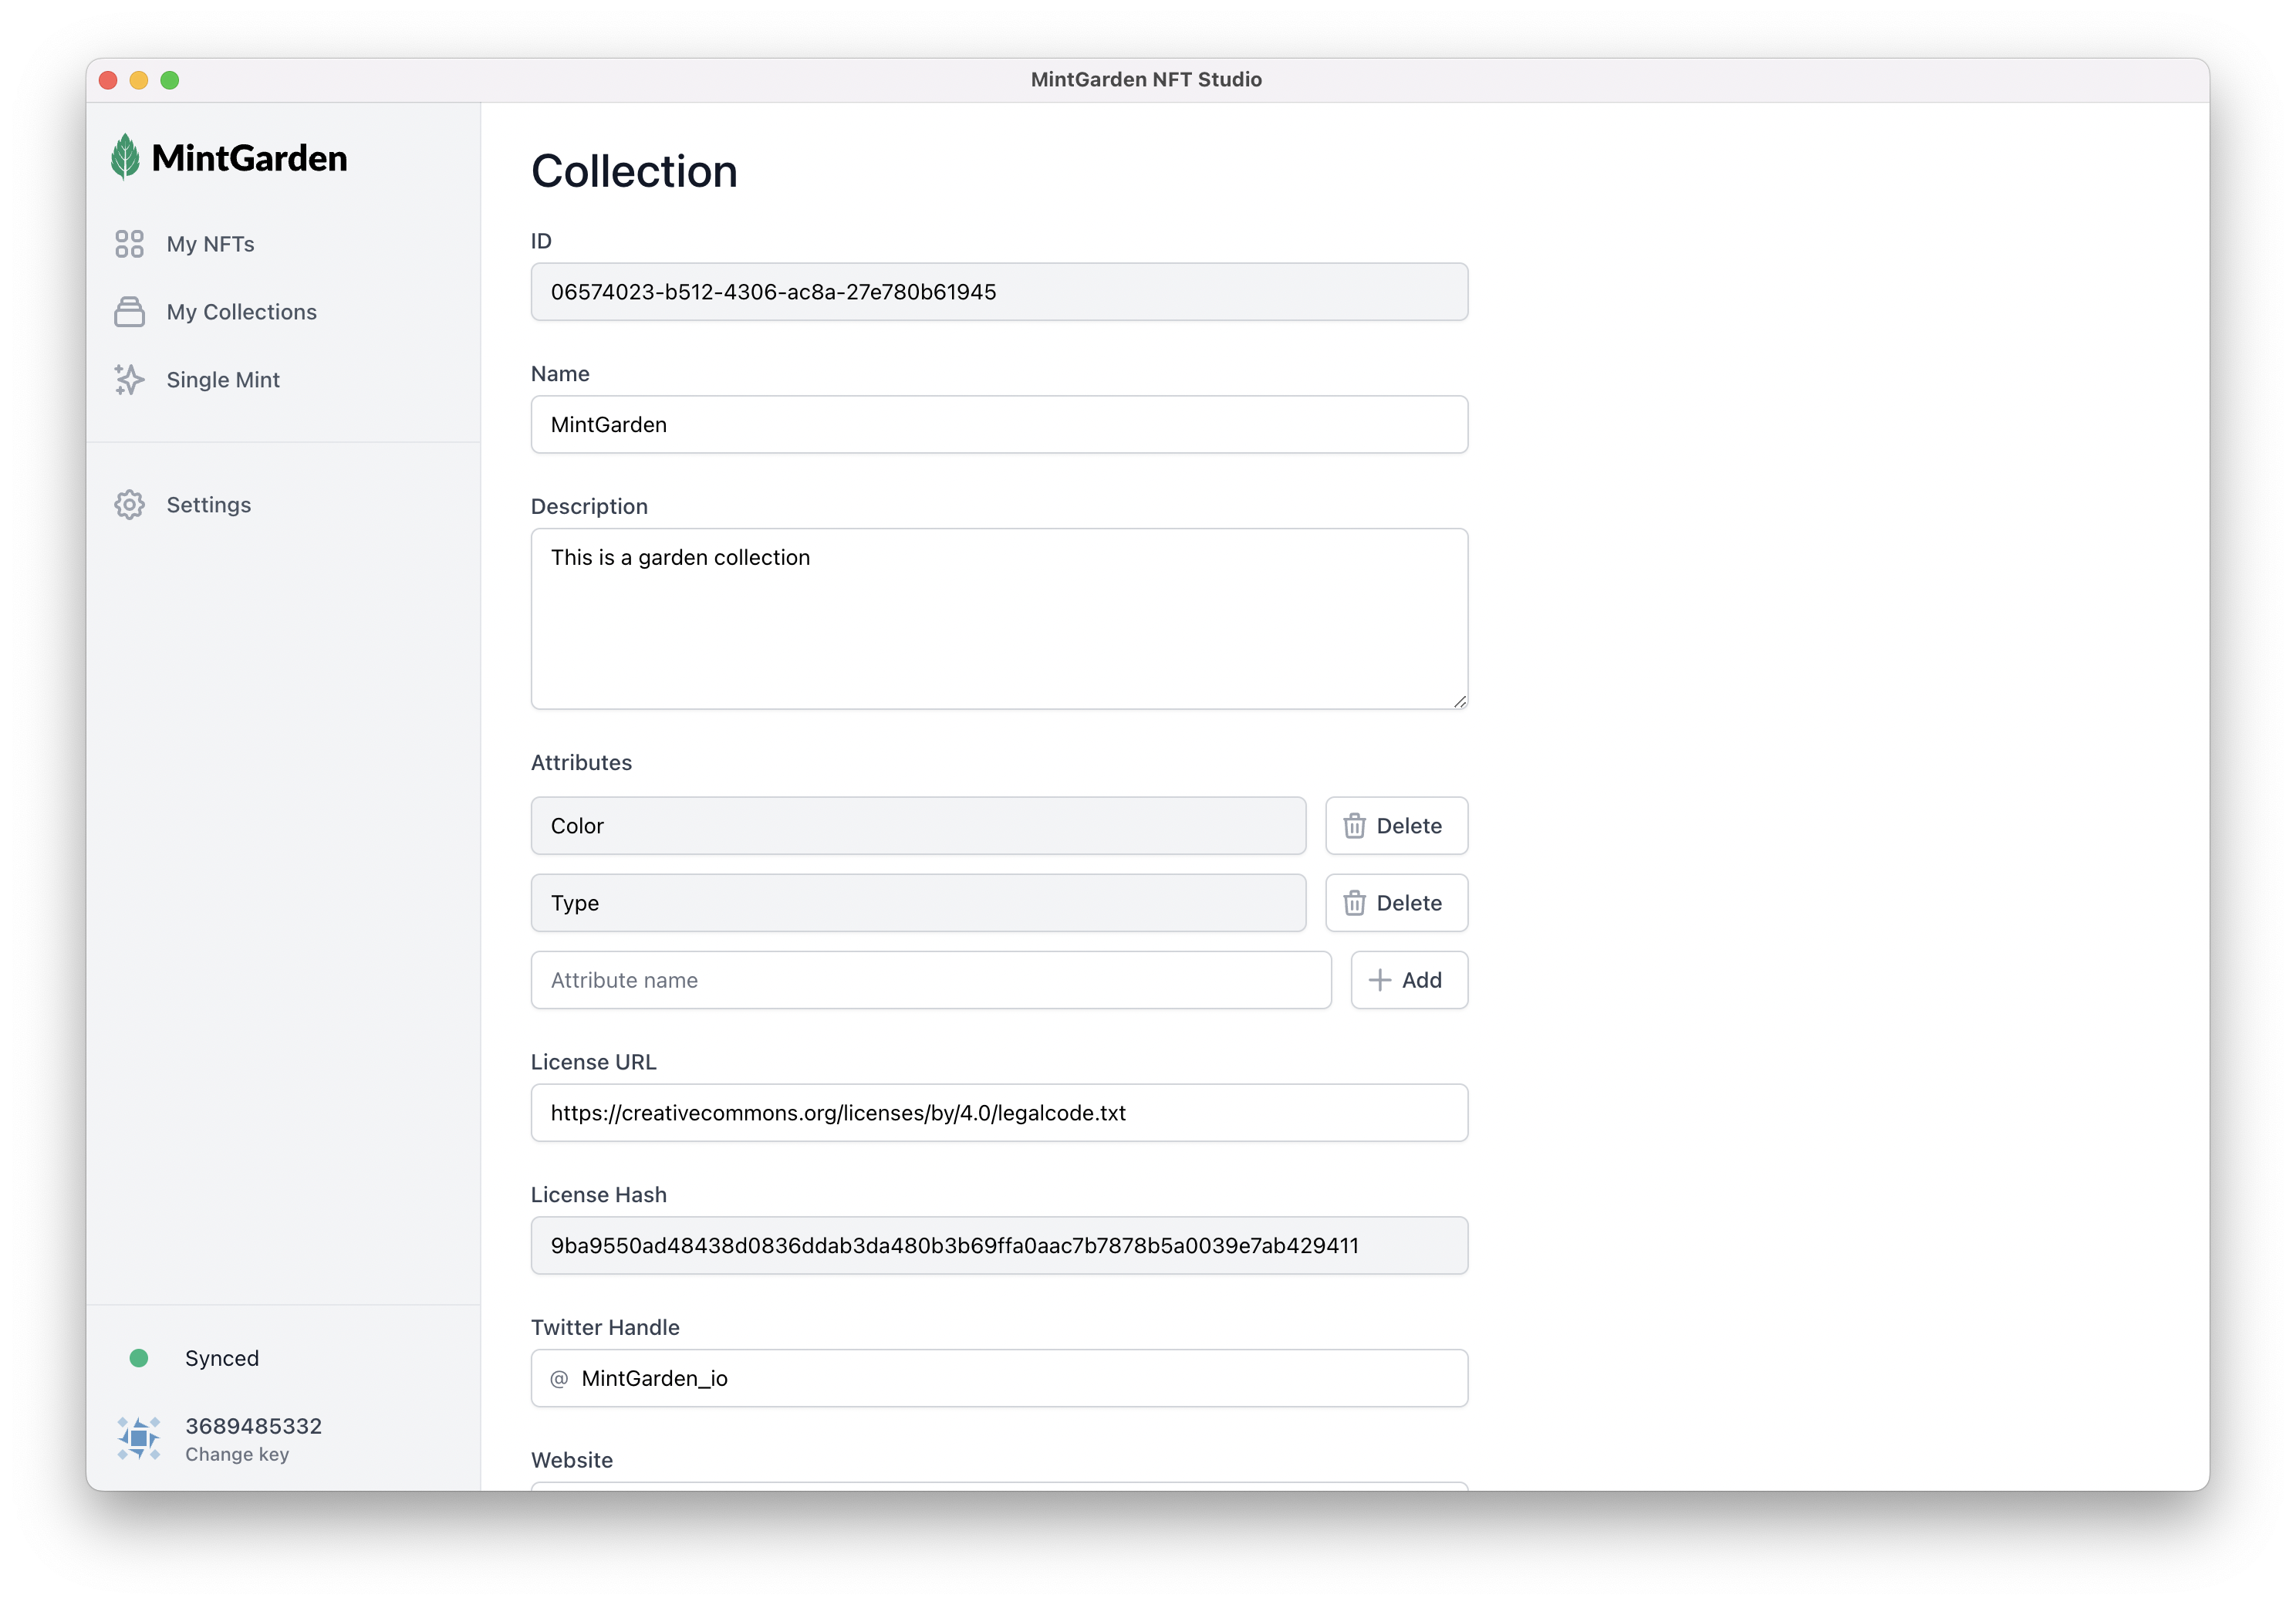 MintGarden NFT Studio
MintGarden
My NFTs
My Collections
Single Mint
Settings
Synced
3689485332
Change key
Collection
ID
06574023-b512-4306-ac8a-27e780b61945
Name
MintGarden
Description
This is a garden collection
Attributes
Color
Delete
Type
Delete
Attribute name
Add
License URL
https://creativecommons.org/licenses/by/4.0/legalcode.txt
License Hash
9ba9550ad48438d0836ddab3da480b3b69ffa0aac7b7878b5a0039e7ab429411
Twitter Handle
@ MintGarden_io
Website